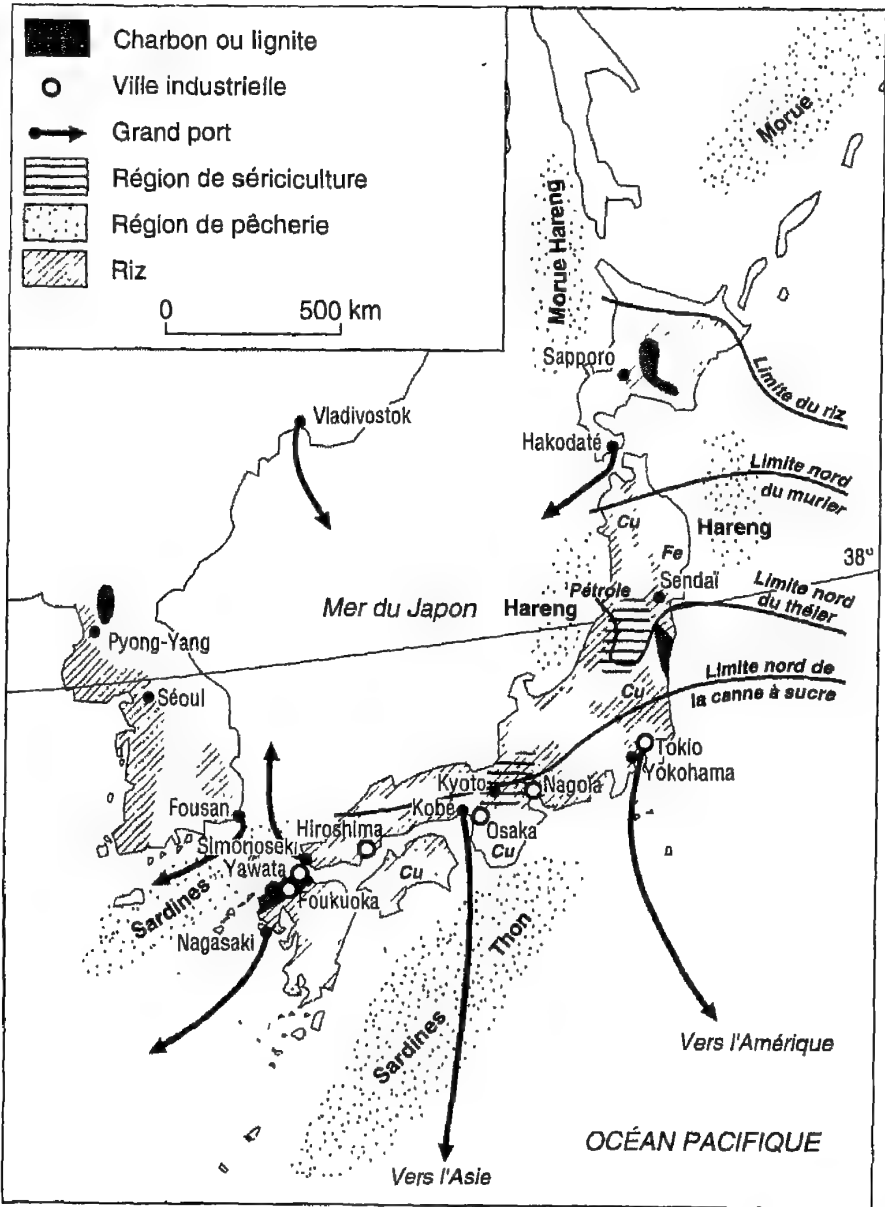 Charbon ou lignite
Ville industrielle
Grand port
Région de sériciculture
Région de pêcherie
Riz
0 500 km
Morue
Morue Hareng
Sapporo
Limite du riz
Vladivostok
Hakodaté
Limite nord
du murier
Cu
Hareng
Fe
38°
Pétrole
Sendaï
Limite nord
du théier
Mer du Japon
Hareng
Pyong-Yang
Limite nord de
la canne à sucre
Séoul
Cu
Tokio
Yokohama
Kyoto
Nagoïa
Kobé
Osaka
Fousan
Hiroshima
Simonoseki
Cu
Cu
Yawata
Foukuoka
Sardines
Nagasaki
Thon
Sardines
Vers l'Amérique
OCÉAN PACIFIQUE
Vers l'Asie